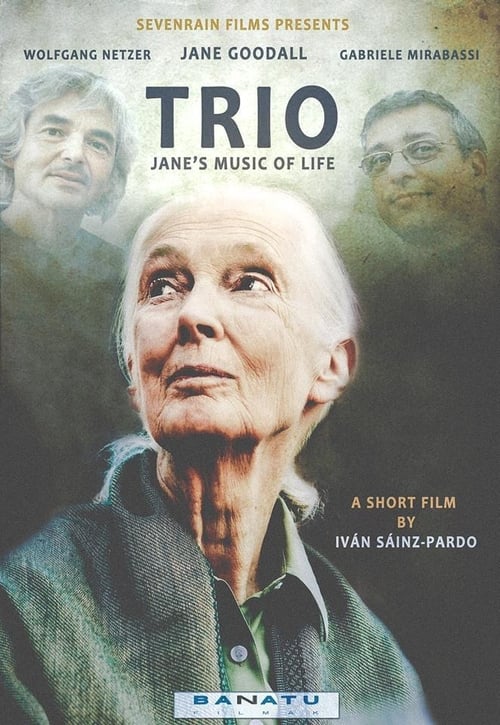 SEVENRAIN FILMS PRESENTS
WOLFGANG NETZER JANE GOODALL GABRIELE MIRABASSI
TRIO
JANE'S MUSIC OF LIFE
A SHORT FILM
BY
IVÁN SÁINZ-PARDO
BANATU
FILMAK